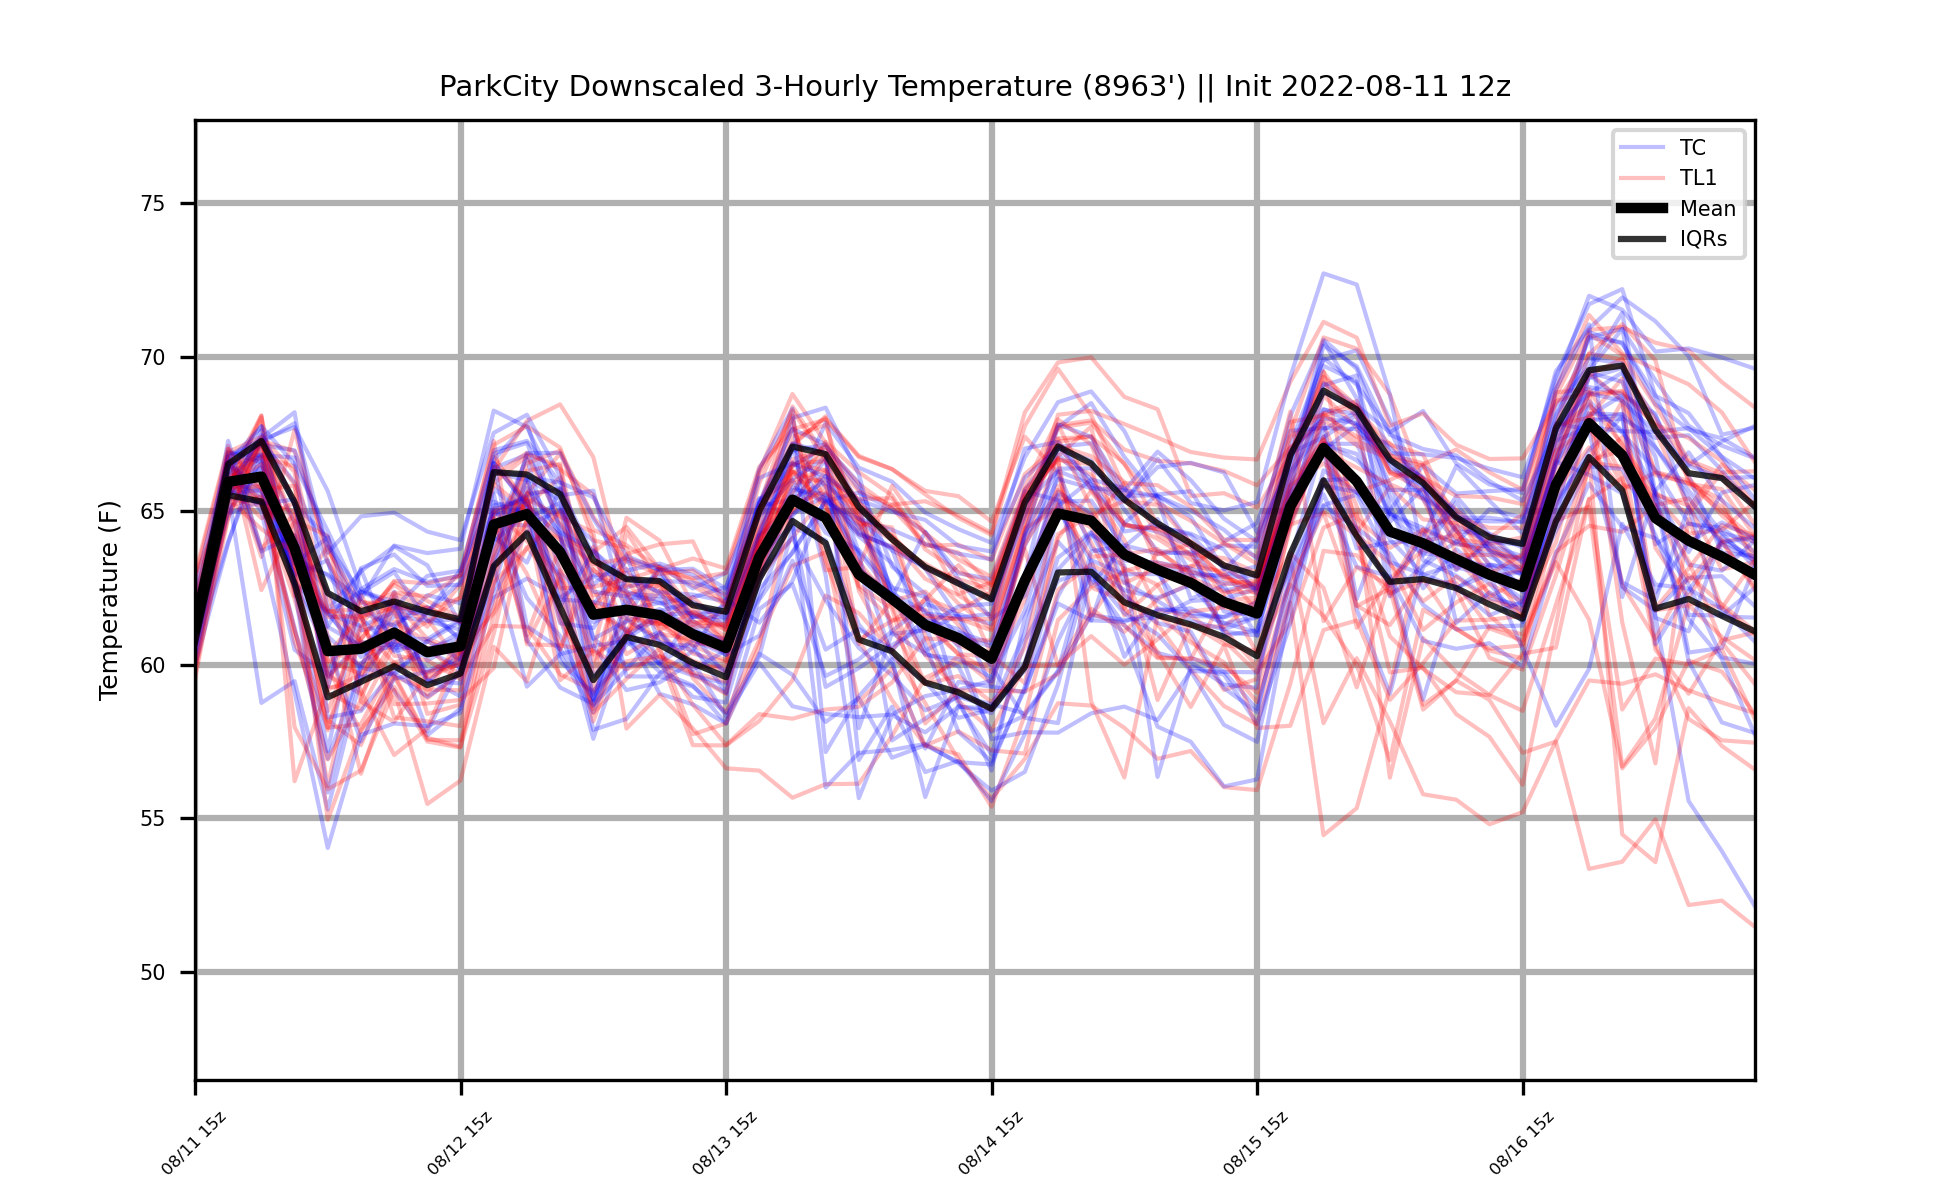 ParkCity Downscaled 3-Hourly Temperature (8963') || Init 2022-08-11 12z
TC
TL1
Mean
IQRs
Temperature (F)
75
70
65
60
55
50
08/11 15z
08/12 15z
08/13 15z
08/14 15z
08/15 15z
08/16 15z